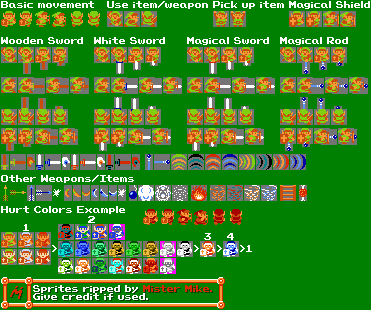 Basic movement Use item/weapon Pick up item Magical Shield
Wooden Sword White Sword Magical Sword Magical Rod
Other Weapons/Items
Hurt Colors Example
1 2
3 4
> > >1
Sprites ripped by Mister Mike.
Give credit if used.